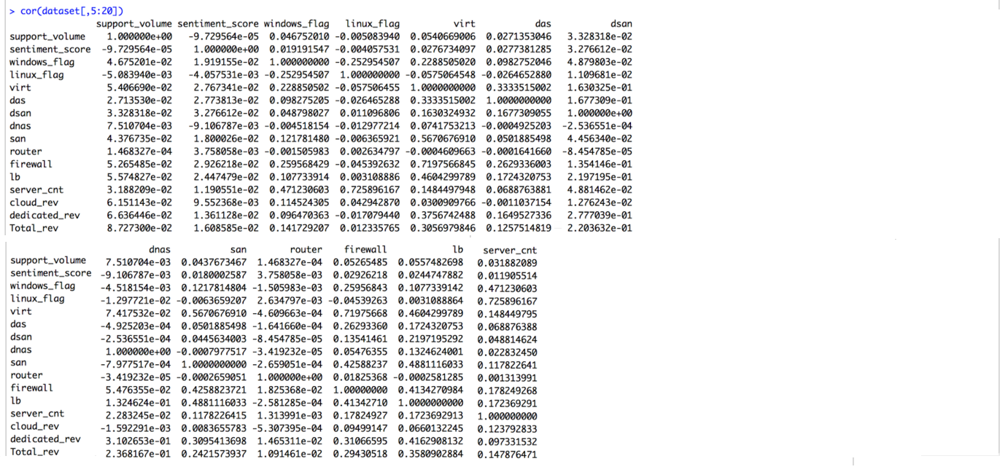 > cor(dataset[,5:20])
support_volume sentiment_score windows_flag linux_flag virt das dsan
support_volume 1.000000e+00 -9.729564e-05 0.046752010 -0.005083940 0.0540669006 0.0271353046 3.328318e-02
sentiment_score -9.729564e-05 1.000000e+00 0.019191547 -0.004057531 0.0276734097 0.0277381285 3.276612e-02
windows_flag 4.675201e-02 1.919155e-02 1.000000000 -0.252954507 0.2288505020 0.0982752046 4.879803e-02
linux_flag -5.083940e-03 -4.057531e-03 -0.252954507 1.000000000 -0.0575064548 -0.0264652880 1.109681e-02
virt 5.406690e-02 2.767341e-02 0.228850502 -0.057506455 1.0000000000 0.3333515002 1.630325e-01
das 2.713530e-02 2.773813e-02 0.098275205 -0.026465288 0.3333515002 1.0000000000 1.677309e-01
dsan 3.328318e-02 3.276612e-02 0.048798027 0.011096806 0.1630324932 0.1677309055 1.000000e+00
dnas 7.510704e-03 -9.106787e-03 -0.004518154 -0.012977214 0.0741753213 -0.0004925203 -2.536551e-04
san 4.376735e-02 1.800026e-02 0.121781480 -0.006365921 0.5670676910 0.0501885498 4.456340e-02
router 1.468327e-04 3.758058e-03 -0.001505983 0.002634797 -0.0004609663 -0.0001641660 -8.454785e-05
firewall 5.265485e-02 2.926218e-02 0.259568429 -0.045392632 0.7197566845 0.2629336003 1.354146e-01
lb 5.574827e-02 2.447479e-02 0.107733914 0.003108886 0.4604299789 0.1724320753 2.197195e-01
server_cnt 3.188209e-02 1.190551e-02 0.471230603 0.725896167 0.1484497948 0.0688763881 4.881462e-02
cloud_rev 6.151143e-02 9.552368e-03 0.114524305 0.042942870 0.0300909766 -0.0011037154 1.276243e-02
dedicated_rev 6.636446e-02 1.361128e-02 0.096470363 -0.017079440 0.3756742488 0.1649527336 2.777039e-01
Total_rev 8.727300e-02 1.608585e-02 0.141729207 0.012335765 0.3056979846 0.1257514819 2.203632e-01
dnas san router firewall lb server_cnt
support_volume 7.510704e-03 0.0437673467 1.468327e-04 0.05265485 0.0557482698 0.031882089
sentiment_score -9.106787e-03 0.0180002587 3.758058e-03 0.02926218 0.0244747882 0.011905514
windows_flag -4.518154e-03 0.1217814804 -1.505983e-03 0.25956843 0.1077339142 0.471230603
linux_flag -1.297721e-02 -0.0063659207 2.634797e-03 -0.04539263 0.0031088864 0.725896167
virt 7.417532e-02 0.5670676910 -4.609663e-04 0.71975668 0.4604299789 0.148449795
das -4.925203e-04 0.0501885498 -1.641660e-04 0.26293360 0.1724320753 0.068876388
dsan -2.536551e-04 0.0445634003 -8.454785e-05 0.13541461 0.2197195292 0.048814624
dnas 1.000000e+00 -0.0007977517 -3.419232e-05 0.05476355 0.1324624001 0.022832450
san -7.977517e-04 1.0000000000 -2.659051e-04 0.42588237 0.4881116033 0.117822641
router -3.419232e-05 -0.0002659051 1.000000e+00 0.01825368 -0.0002581285 0.001313991
firewall 5.476355e-02 0.4258823721 1.825368e-02 1.00000000 0.4134270984 0.178249268
lb 1.324624e-01 0.4881116033 -2.581285e-04 0.41342710 1.0000000000 0.172369291
server_cnt 2.283245e-02 0.1178226415 1.313991e-03 0.17824927 0.1723692913 1.000000000
cloud_rev -1.592291e-03 0.0083655783 -5.307395e-04 0.09499147 0.0660132245 0.123792833
dedicated_rev 3.102653e-01 0.3095413698 1.465311e-02 0.31066595 0.4162908132 0.097331532
Total_rev 2.368167e-01 0.2421573937 1.091461e-02 0.29430518 0.3580902884 0.147876471